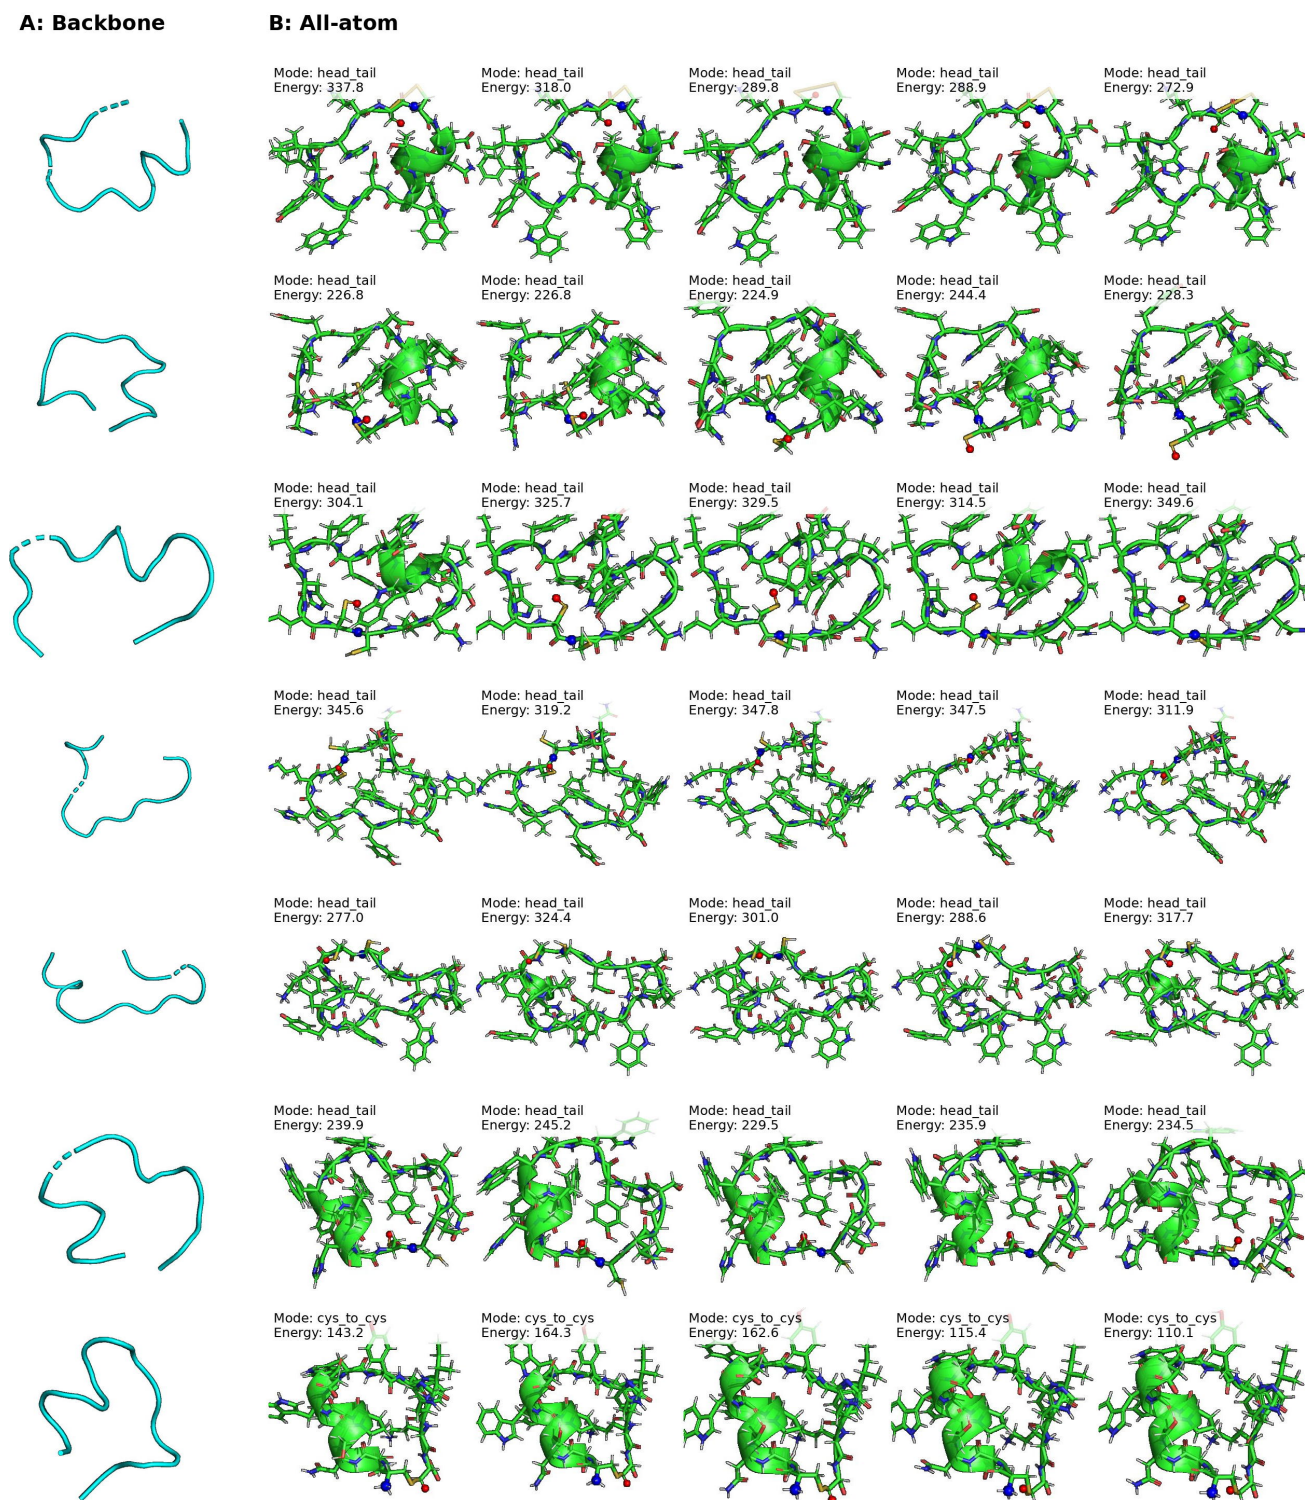 A: Backbone
B: All-atom
Mode: head_tail
Energy: 337.8
Mode: head_tail
Energy: 318.0
Mode: head_tail
Energy: 289.8
Mode: head_tail
Energy: 288.9
Mode: head_tail
Energy: 272.9
Mode: head_tail
Energy: 226.8
Mode: head_tail
Energy: 226.8
Mode: head_tail
Energy: 224.9
Mode: head_tail
Energy: 244.4
Mode: head_tail
Energy: 228.3
Mode: head_tail
Energy: 304.1
Mode: head_tail
Energy: 325.7
Mode: head_tail
Energy: 329.5
Mode: head_tail
Energy: 314.5
Mode: head_tail
Energy: 349.6
Mode: head_tail
Energy: 345.6
Mode: head_tail
Energy: 319.2
Mode: head_tail
Energy: 347.8
Mode: head_tail
Energy: 347.5
Mode: head_tail
Energy: 311.9
Mode: head_tail
Energy: 277.0
Mode: head_tail
Energy: 324.4
Mode: head_tail
Energy: 301.0
Mode: head_tail
Energy: 288.6
Mode: head_tail
Energy: 317.7
Mode: head_tail
Energy: 239.9
Mode: head_tail
Energy: 245.2
Mode: head_tail
Energy: 229.5
Mode: head_tail
Energy: 235.9
Mode: head_tail
Energy: 234.5
Mode: cys_to_cys
Energy: 143.2
Mode: cys_to_cys
Energy: 164.3
Mode: cys_to_cys
Energy: 162.6
Mode: cys_to_cys
Energy: 115.4
Mode: cys_to_cys
Energy: 110.1